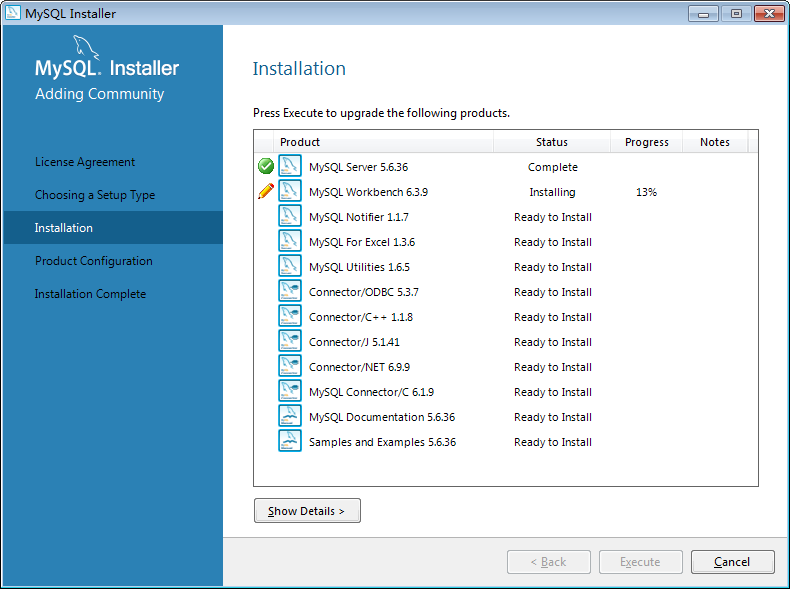 MySQL Installer
MySQL. Installer
Adding Community
License Agreement
Choosing a Setup Type
Installation
Product Configuration
Installation Complete
Installation
Press Execute to upgrade the following products.
Product Status Progress Notes
MySQL Server 5.6.36 Complete
MySQL Workbench 6.3.9 Installing 13%
MySQL Notifier 1.1.7 Ready to Install
MySQL For Excel 1.3.6 Ready to Install
MySQL Utilities 1.6.5 Ready to Install
Connector/ODBC 5.3.7 Ready to Install
Connector/C++ 1.1.8 Ready to Install
Connector/J 5.1.41 Ready to Install
Connector/NET 6.9.9 Ready to Install
MySQL Connector/C 6.1.9 Ready to Install
MySQL Documentation 5.6.36 Ready to Install
Samples and Examples 5.6.36 Ready to Install
Show Details >
< Back Execute Cancel